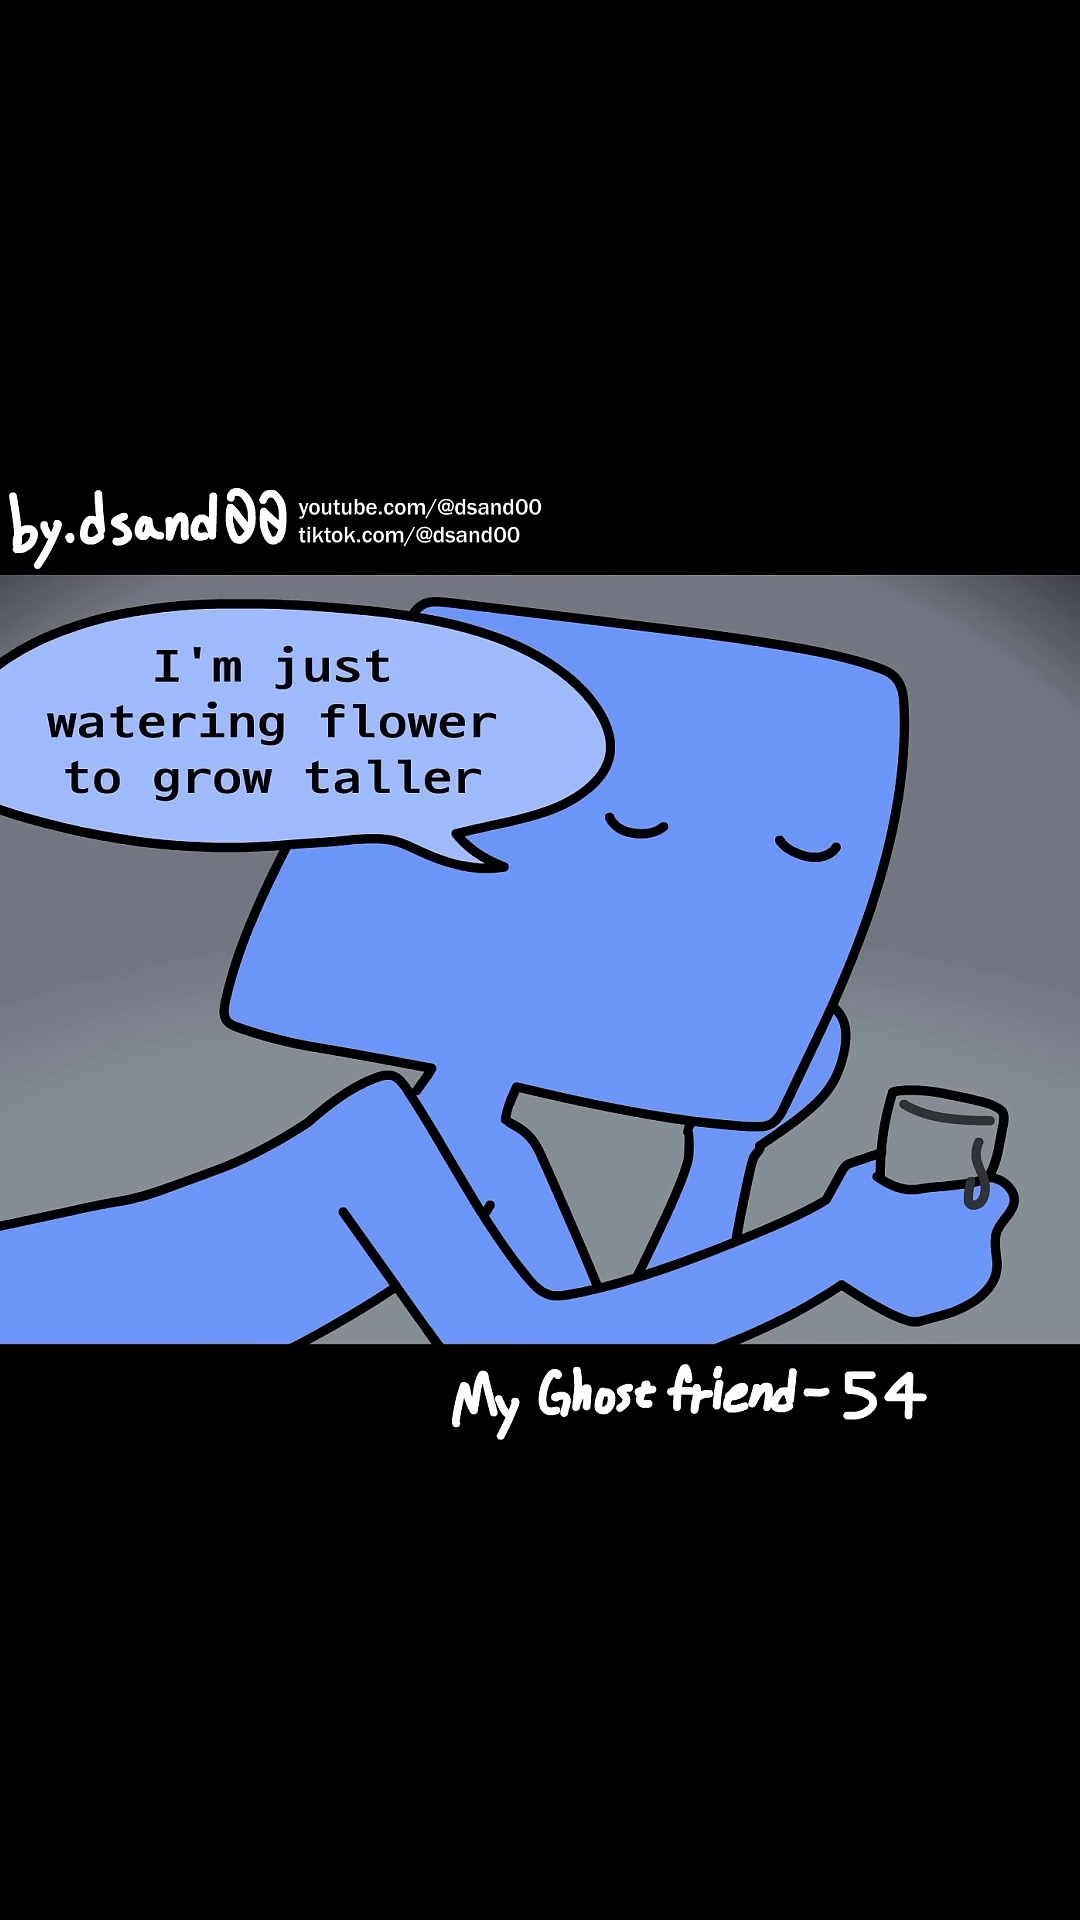 by.dsand00
youtube.com/@dsand00
tiktok.com/@dsand00
I'm just
watering flower
to grow taller
My Ghost friend-54